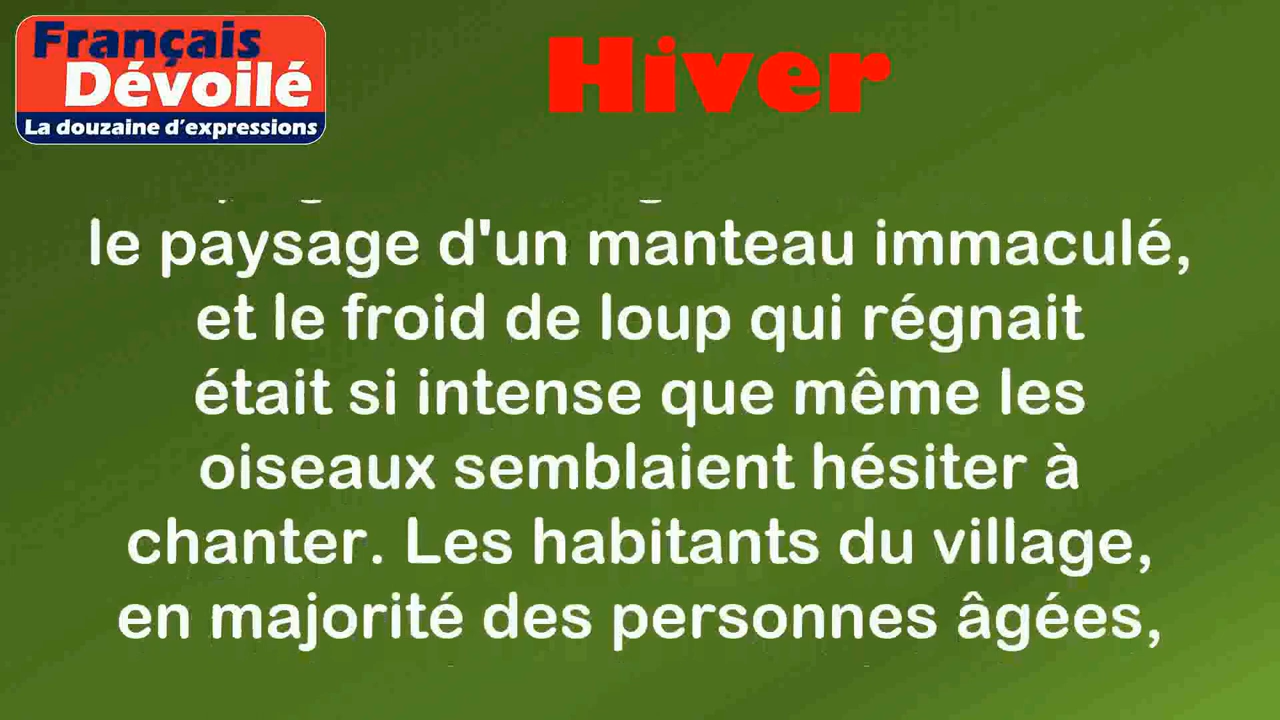 Français
Dévoilé
La douzaine d'expressions
Hiver
le paysage d'un manteau immaculé,
et le froid de loup qui régnait
était si intense que même les
oiseaux semblaient hésiter à
chanter. Les habitants du village,
en majorité des personnes âgées,